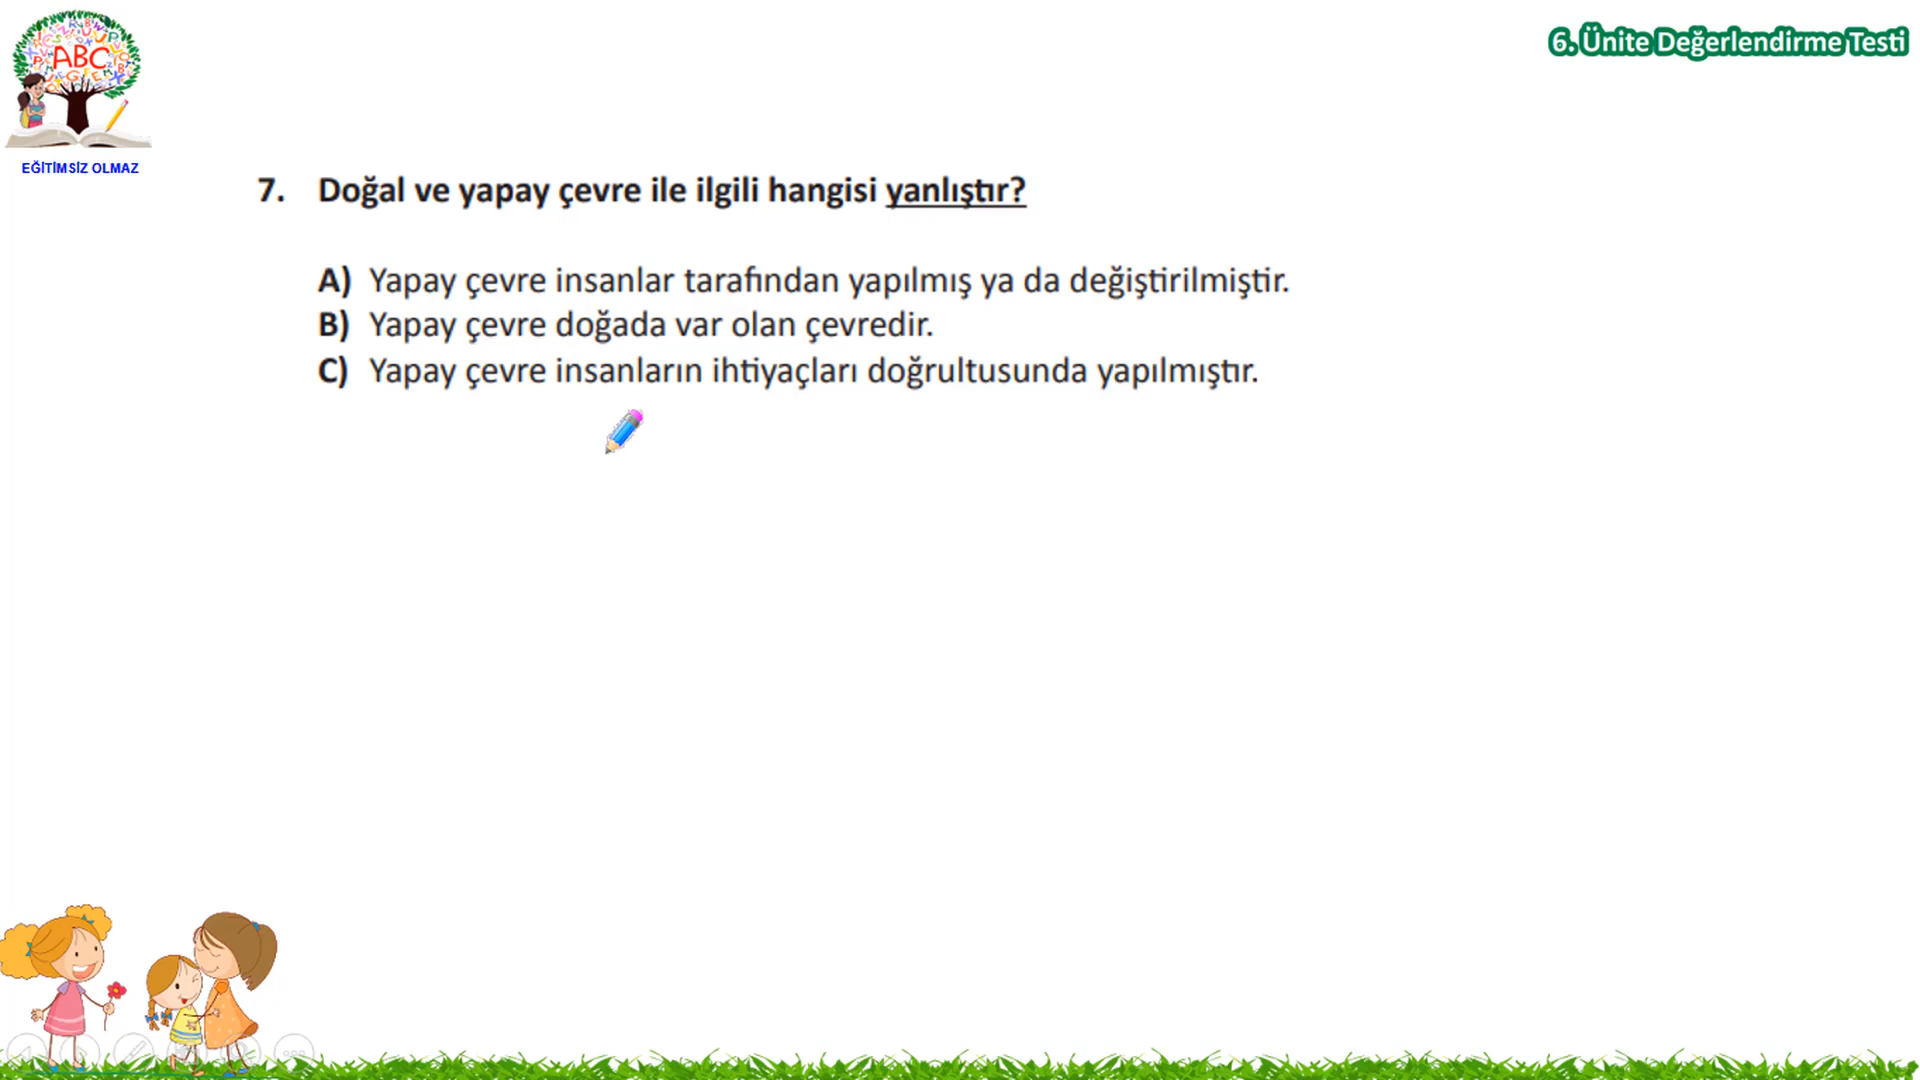 6. Ünite Değerlendirme Testi
ABC
EĞİTİMSİZ OLMAZ
7. Doğal ve yapay çevre ile ilgili hangisi yanlıştır?
A) Yapay çevre insanlar tarafından yapılmış ya da değiştirilmiştir.
B) Yapay çevre doğada var olan çevredir.
C) Yapay çevre insanların ihtiyaçları doğrultusunda yapılmıştır.